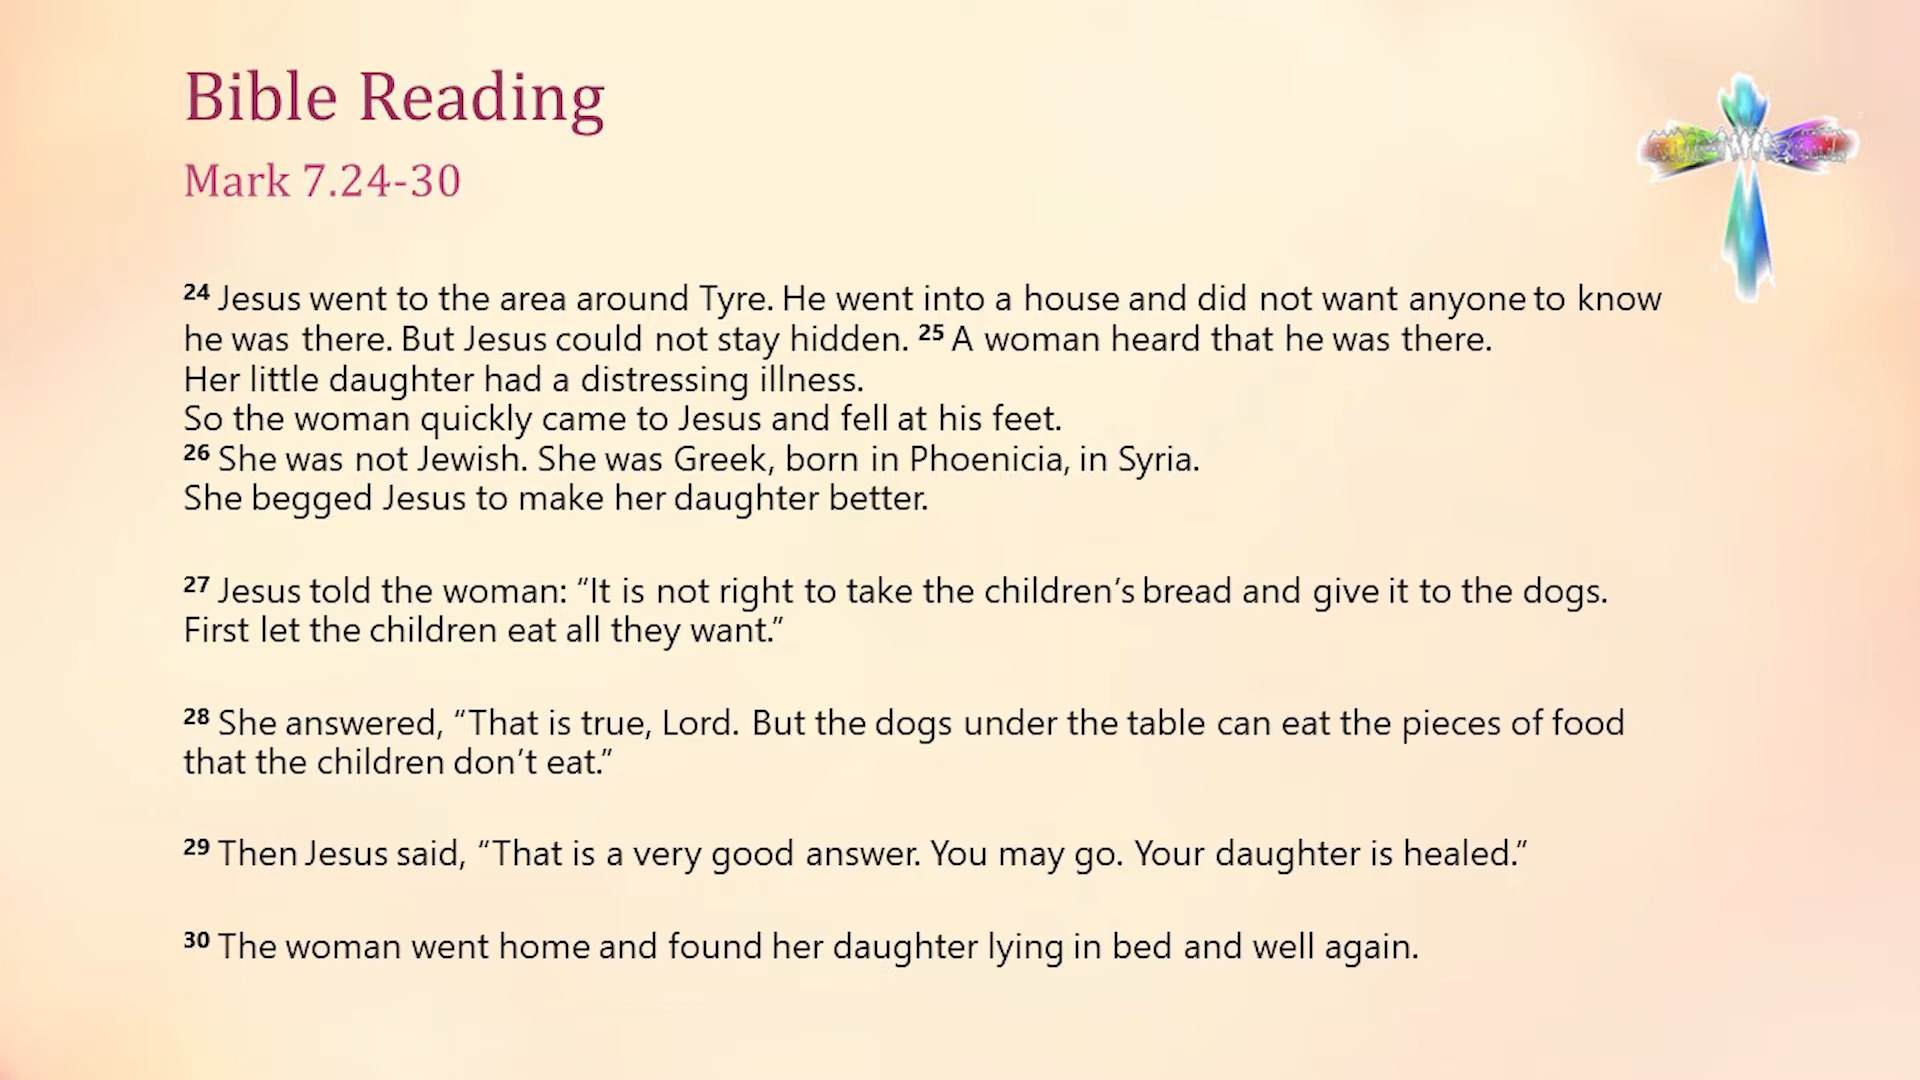 Bible Reading
Mark 7.24-30
24 Jesus went to the area around Tyre. He went into a house and did not want anyone to know
he was there. But Jesus could not stay hidden. 25 A woman heard that he was there.
Her little daughter had a distressing illness.
So the woman quickly came to Jesus and fell at his feet.
26 She was not Jewish. She was Greek, born in Phoenicia, in Syria.
She begged Jesus to make her daughter better.
27 Jesus told the woman: “It is not right to take the children’s bread and give it to the dogs.
First let the children eat all they want.”
28 She answered, “That is true, Lord. But the dogs under the table can eat the pieces of food
that the children don’t eat.”
29 Then Jesus said, “That is a very good answer. You may go. Your daughter is healed.”
30 The woman went home and found her daughter lying in bed and well again.